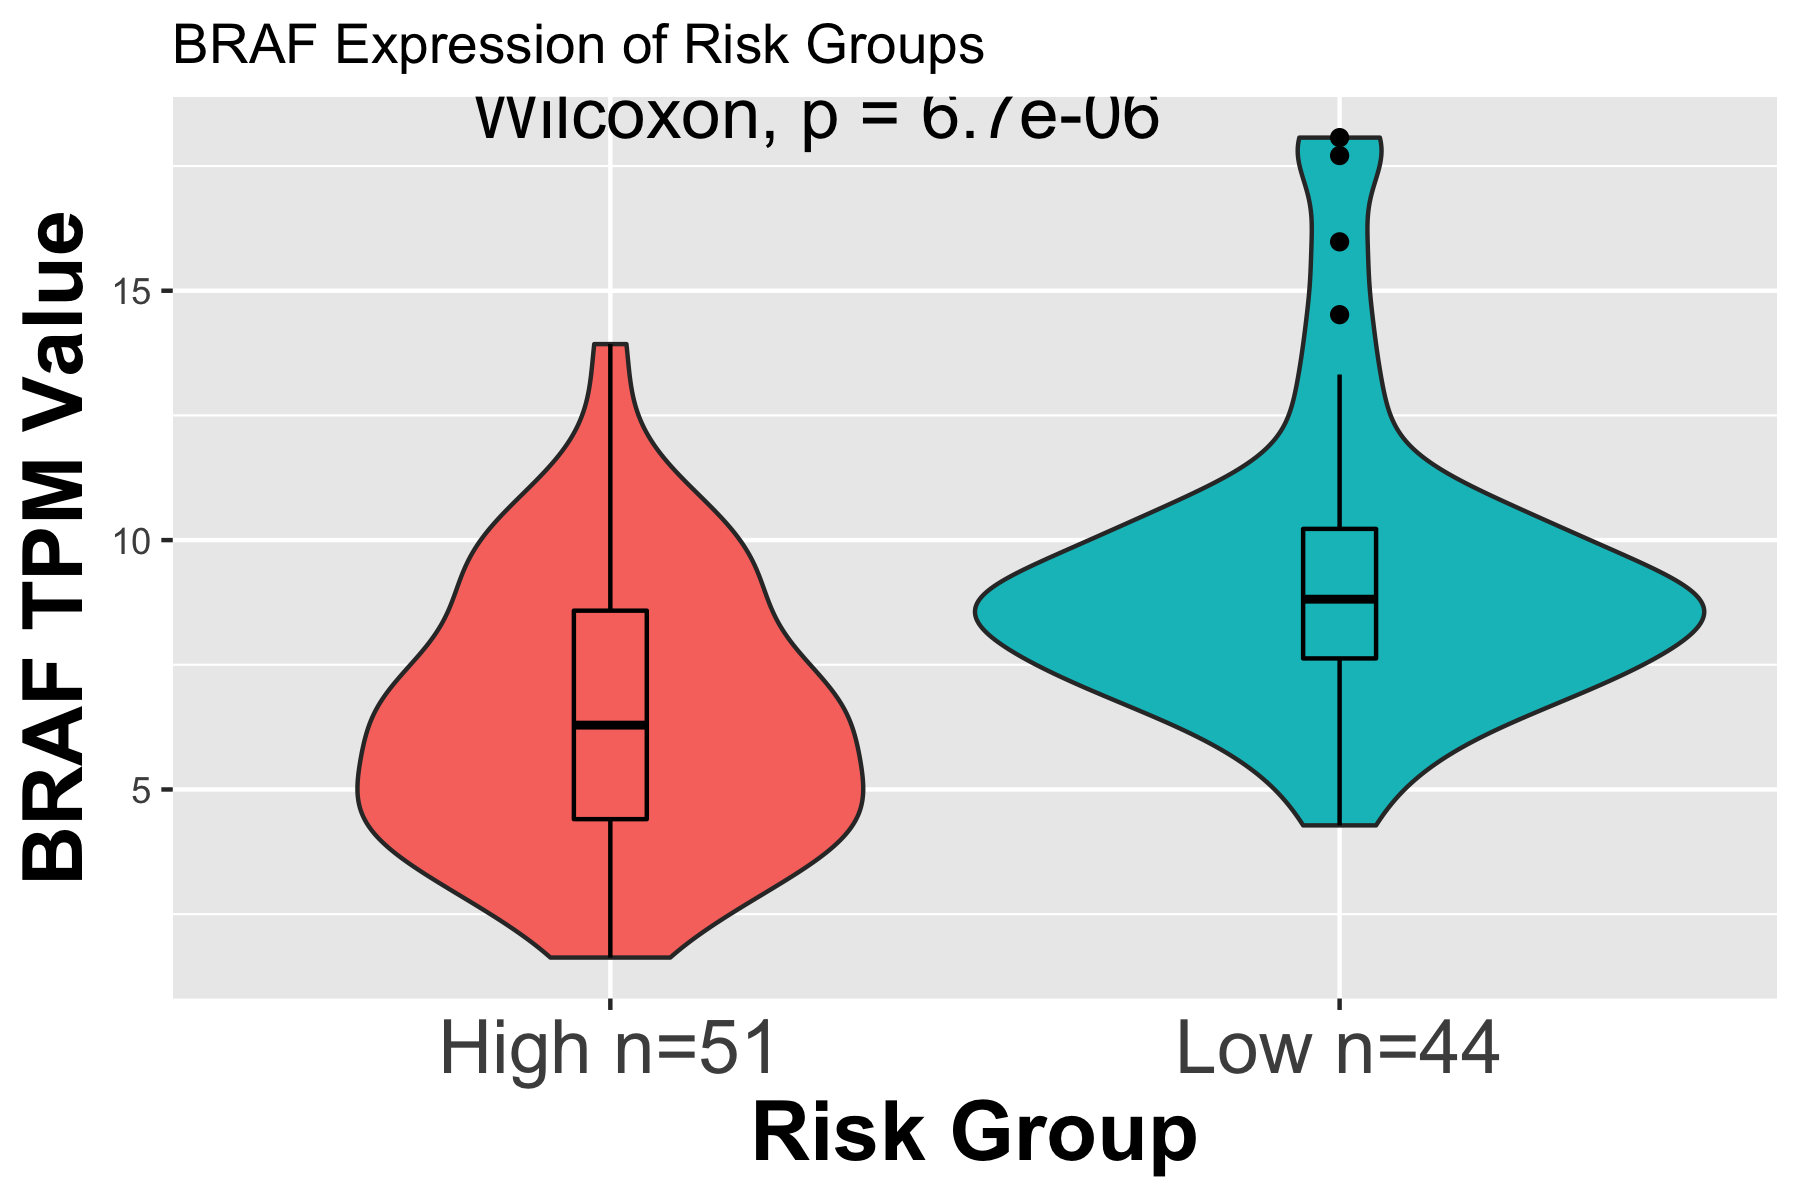 BRAF Expression of Risk Groups
Wilcoxon, p = 6.7e-06
BRAF TPM Value
15
10
5
High n=51
Low n=44
Risk Group